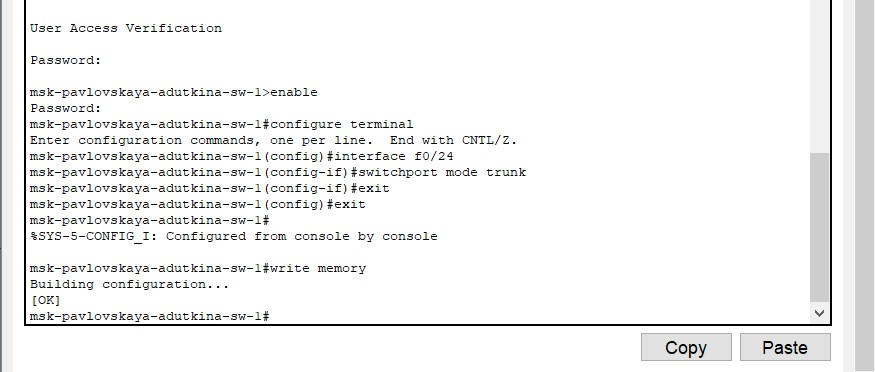 User Access Verification
Password:
msk-pavlovskaya-adutkina-sw-1>enable
Password:
msk-pavlovskaya-adutkina-sw-1#configure terminal
Enter configuration commands, one per line.  End with CNTL/Z.
msk-pavlovskaya-adutkina-sw-1(config)#interface f0/24
msk-pavlovskaya-adutkina-sw-1(config-if)#switchport mode trunk
msk-pavlovskaya-adutkina-sw-1(config-if)#exit
msk-pavlovskaya-adutkina-sw-1(config)#exit
msk-pavlovskaya-adutkina-sw-1#
%SYS-5-CONFIG_I: Configured from console by console
msk-pavlovskaya-adutkina-sw-1#write memory
Building configuration...
[OK]
msk-pavlovskaya-adutkina-sw-1#
Copy Paste